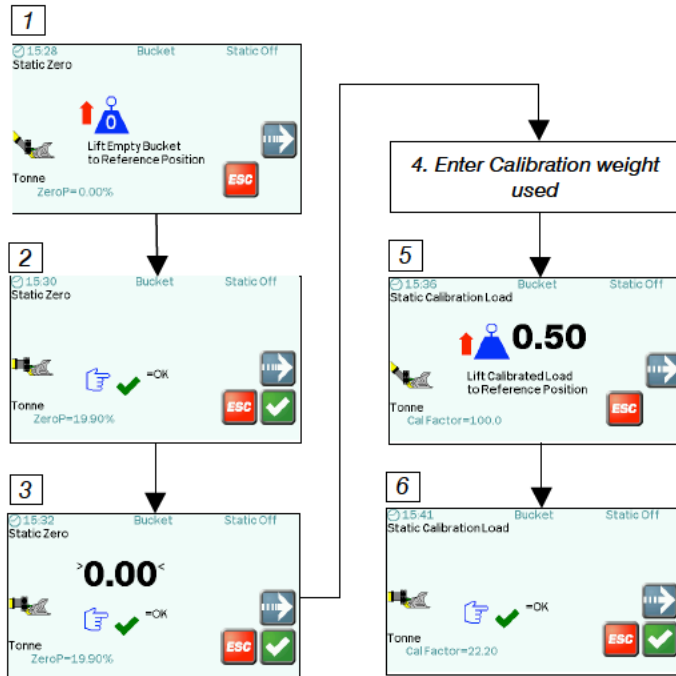 1
15:28 Bucket Static Off
Static Zero
0
Lift Empty Bucket
to Reference Position
ESC
Tonne
ZeroP=0.00%
2
15:30 Bucket Static Off
Static Zero
=OK
Tonne
ESC
ZeroP=19.90%
3
15:32 Bucket Static Off
Static Zero
>0.00<
=OK
Tonne
ESC
ZeroP=19.90%
4. Enter Calibration weight
used
5
15:36 Bucket Static Off
Static Calibration Load
0.50
Lift Calibrated Load
to Reference Position
Tonne
ESC
Cal Factor=100.0
6
15:41 Bucket Static Off
Static Calibration Load
=OK
Tonne
ESC
Cal Factor=22.20